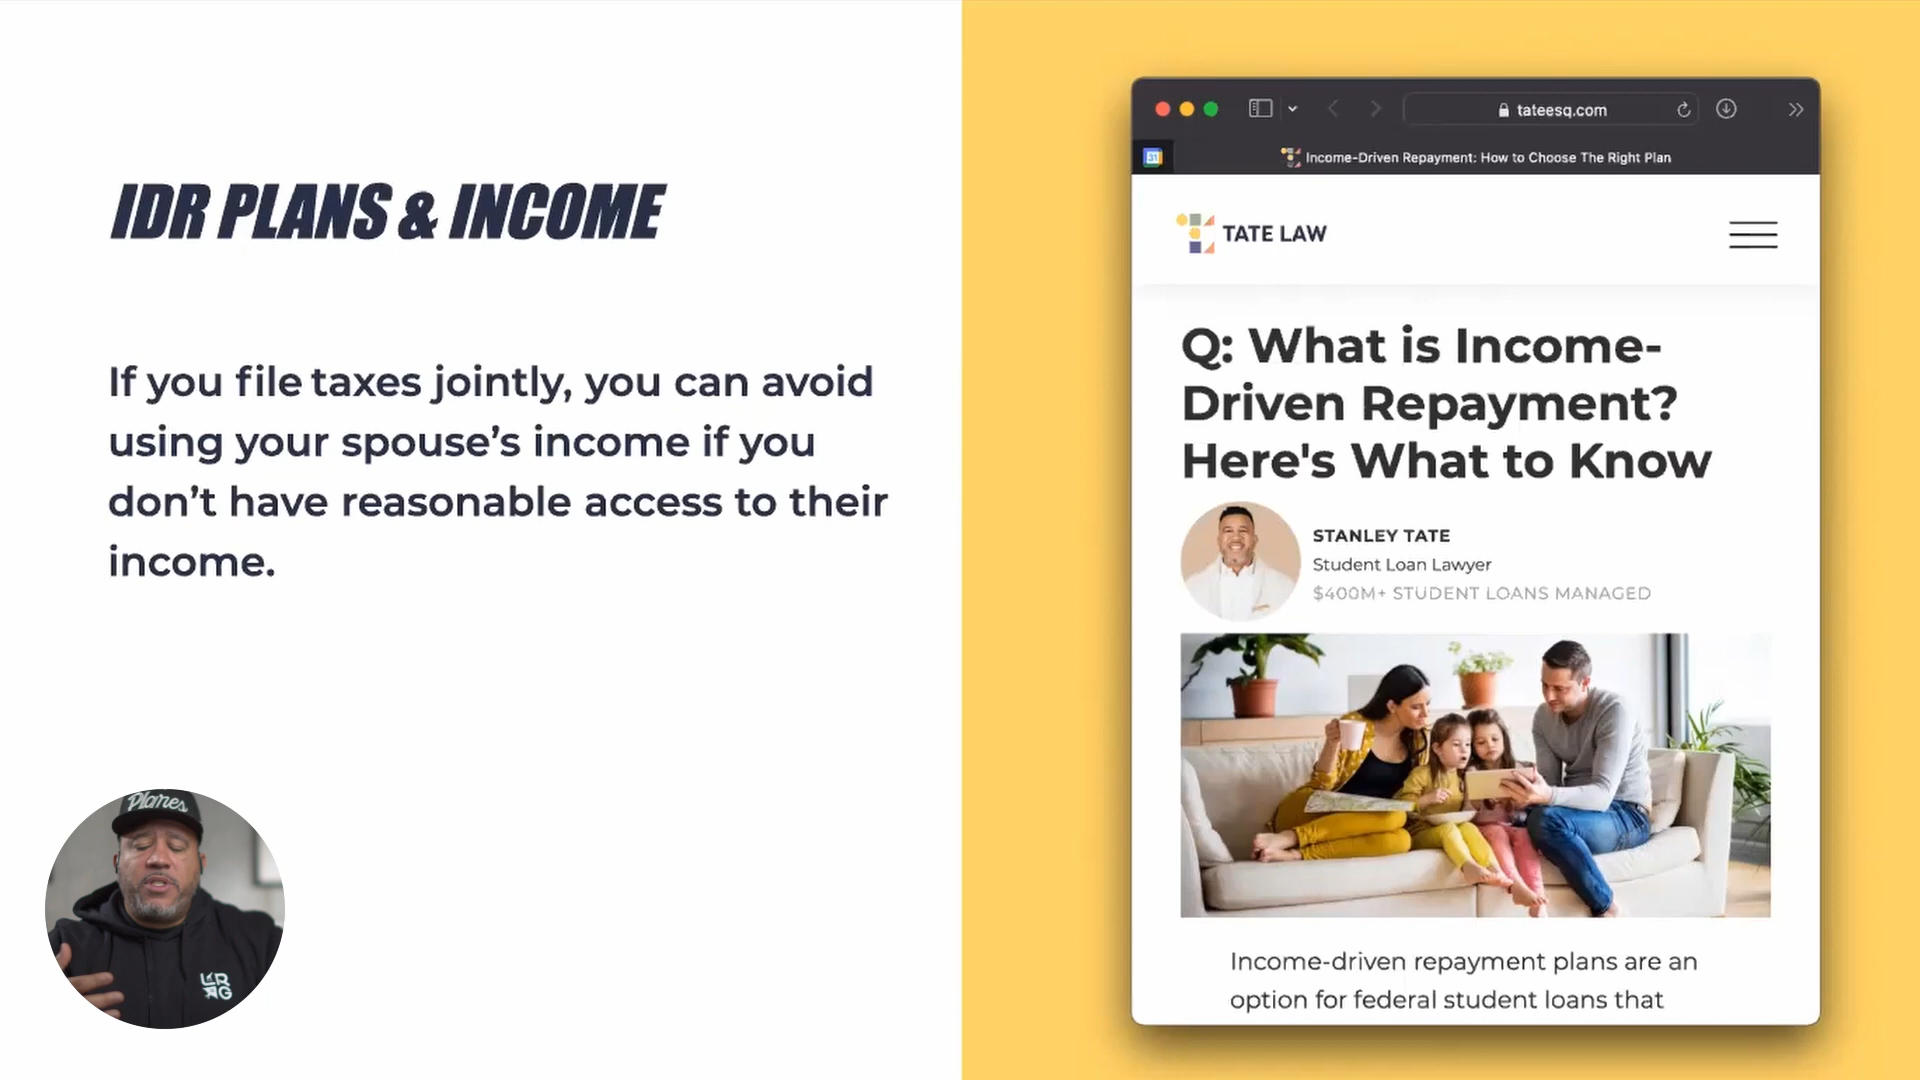 IDR PLANS & INCOME
If you file taxes jointly, you can avoid
using your spouse’s income if you
don’t have reasonable access to their
income.
Planes
LRG
tateesq.com
31
Income-Driven Repayment: How to Choose The Right Plan
TATE LAW
Q: What is Income-
Driven Repayment?
Here's What to Know
STANLEY TATE
Student Loan Lawyer
$400M+ STUDENT LOANS MANAGED
Income-driven repayment plans are an
option for federal student loans that